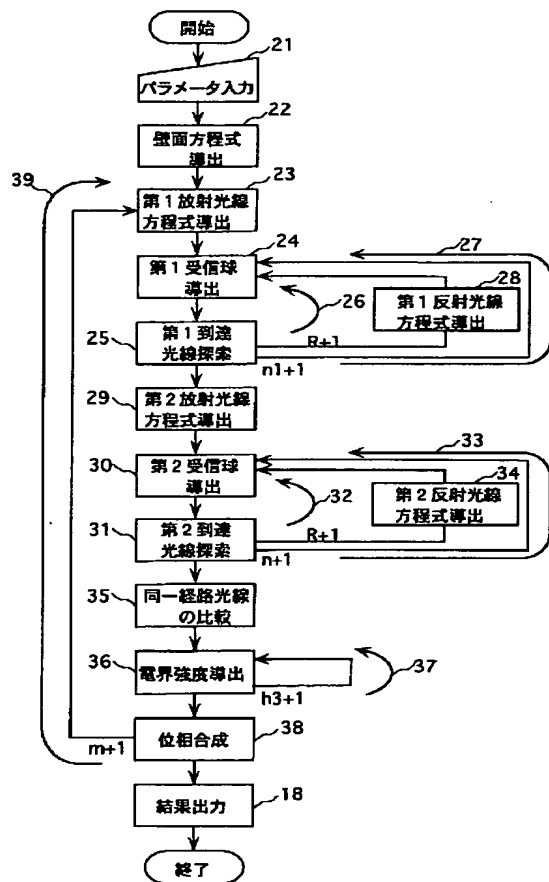 開始
21
パラメータ入力
22
壁面方程式
導出
39
23
第1放射光線
方程式導出
24
27
第1受信球
導出
28
第1反射光線
方程式導出
26
25
第1到達
光線探索
R+1
n1+1
29
第2放射光線
方程式導出
33
30
第2受信球
導出
34
第2反射光線
方程式導出
32
31
第2到達
光線探索
R+1
n+1
35
同一経路光線
の比較
36
電界強度導出
37
h3+1
位相合成
38
m+1
結果出力
18
終了